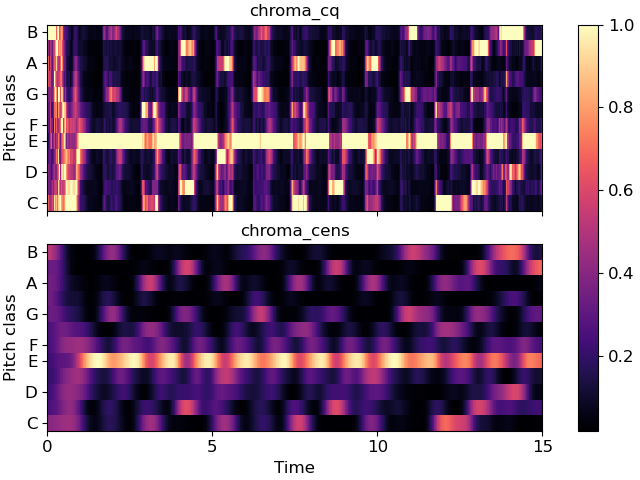 chroma_cq
Pitch class
B
A
G
F
E
D
C
1.0
0.8
0.6
0.4
0.2
chroma_cens
Pitch class
B
A
G
F
E
D
C
0 5 10 15
Time